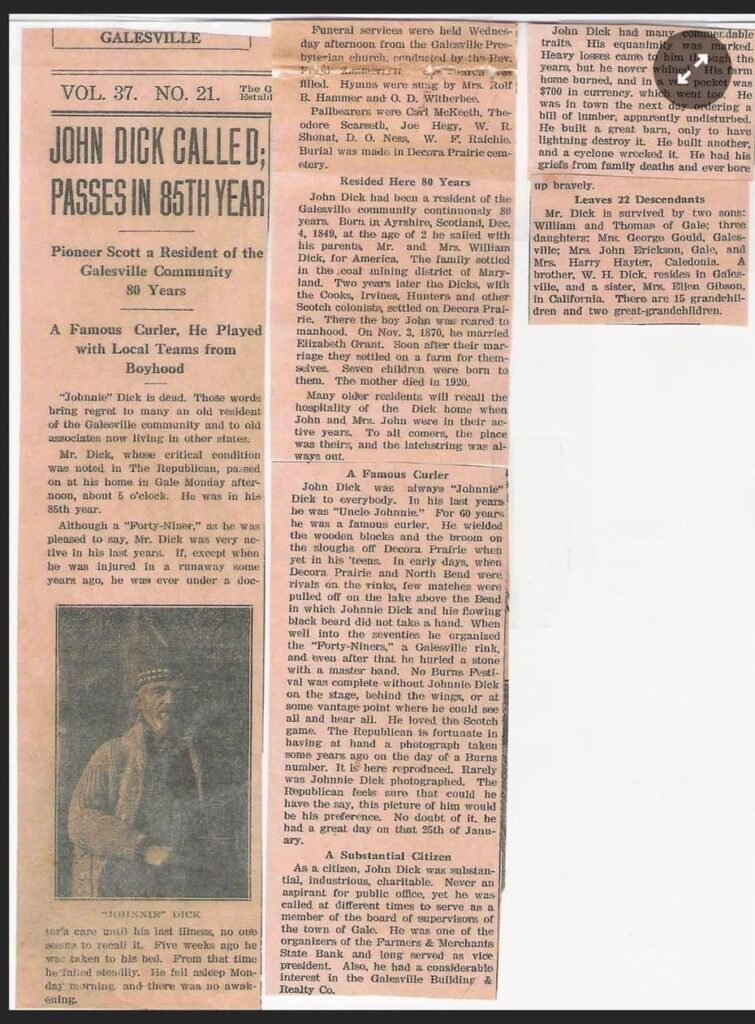 GALESVILLE
VOL. 37. NO. 21.
The G
Establ
JOHN DICK CALLED;
PASSES IN 85TH YEAR
Pioneer Scott a Resident of the
Galesville Community
80 Years
A Famous Curler, He Played
with Local Teams from
Boyhood
"Johnnie" Dick is dead. Those words
bring regret to many an old resident
of the Galesville community and to old
associates now living in other states.
Mr. Dick, whose critical condition
was noted in The Republican, passed
on at his home in Gale Monday after-
noon, about 5 o'clock. He was in his
85th year.
Although a "Forty-Niner," as he was
pleased to say, Mr. Dick was very ac-
tive in his last years. If, except when
he was injured in a runaway some
years ago, he was ever under a doc-
"JOHNNIE" DICK
tor's care until his last illness, no one
seems to recall it. Five weeks ago he
was taken to his bed. From that time
he failed steadily. He fell asleep Mon-
day morning, and there was no awak-
ening.
Funeral services were held Wednes-
day afternoon from the Galesville Pres-
byterian church, conducted by the Rev.
was
filled. Hymns were sung by Mrs. Rolf
B. Hammer and O. D. Witherbee.
Pallbearers were Carl McKeeth, The-
odore Scarseth, Joe Hegy, W. R.
Shonat, D. O. Ness, W. F. Raichle.
Burial was made in Decora Prairie cem-
etery.
Resided Here 80 Years
John Dick had been a resident of the
Galesville community continuously 80
years. Born in Ayrshire, Scotland, Dec.
4, 1849, at the age of 2 he sailed with
his parents, Mr. and Mrs. William
Dick, for America. The family settled
in the coal mining district of Mary-
land. Two years later the Dicks, with
the Cooks, Irvines, Hunters and other
Scotch colonists, settled on Decora Prai-
rie. There the boy John was reared to
manhood. On Nov. 3, 1870, he married
Elizabeth Grant. Soon after their mar-
riage they settled on a farm for them-
selves. Seven children were born to
them. The mother died in 1920.
Many older residents will recall the
hospitality of the Dick home when
John and Mrs. John were in their ac-
tive years. To all comers, the place
was theirs, and the latchstring was al-
ways out.
A Famous Curler
John Dick was always "Johnnie"
Dick to everybody. In his last years
he was "Uncle Johnnie." For 60 years
he was a famous curler. He wielded
the wooden blocks and the broom on
the sloughs off Decora Prairie when
yet in his 'teens. In early days, when
Decora Prairie and North Bend were
rivals on the rinks, few matches were
pulled off on the lake above the Bend
in which Johnnie Dick and his flowing
black beard did not take a hand. When
well into the seventies he organized
the "Forty-Niners," a Galesville rink,
and even after that he hurled a stone
with a master hand. No Burns Festi-
val was complete without Johnnie Dick
on the stage, behind the wings, or at
some vantage point where he could see
all and hear all. He loved the Scotch
game. The Republican is fortunate in
having at hand a photograph taken
some years ago on the day of a Burns
number. It is here reproduced. Rarely
was Johnnie Dick photographed. The
Republican feels sure that could he
have the say, this picture of him would
be his preference. No doubt of it, he
had a great day on that 25th of Janu-
ary.
A Substantial Citizen
As a citizen, John Dick was substan-
tial, industrious, charitable. Never an
aspirant for public office, yet he was
called at different times to serve as a
member of the board of supervisors of
the town of Gale. He was one of the
organizers of the Farmers & Merchants
State Bank and long served as vice
president. Also, he had a considerable
interest in the Galesville Building &
Realty Co.
John Dick had many commendable
traits. His equanimity was marked.
Heavy losses came to him through the
years, but he never whined. His farm
home burned, and in a pocket was
$700 in currency, which went too. He
was in town the next day ordering a
bill of lumber, apparently undisturbed.
He built a great barn, only to have
lightning destroy it. He built another,
and a cyclone wrecked it. He had his
griefs from family deaths and ever bore
up bravely.
Leaves 22 Descendants
Mr. Dick is survived by two sons:
William and Thomas of Gale; three
daughters: Mrs. George Gould, Gales-
ville; Mrs. John Erickson, Gale, and
Mrs. Harry Hayter, Caledonia. A
brother, W. H. Dick, resides in Gales-
ville, and a sister, Mrs. Ellen Gibson,
in California. There are 15 grandchil-
dren and two great-grandchildren.